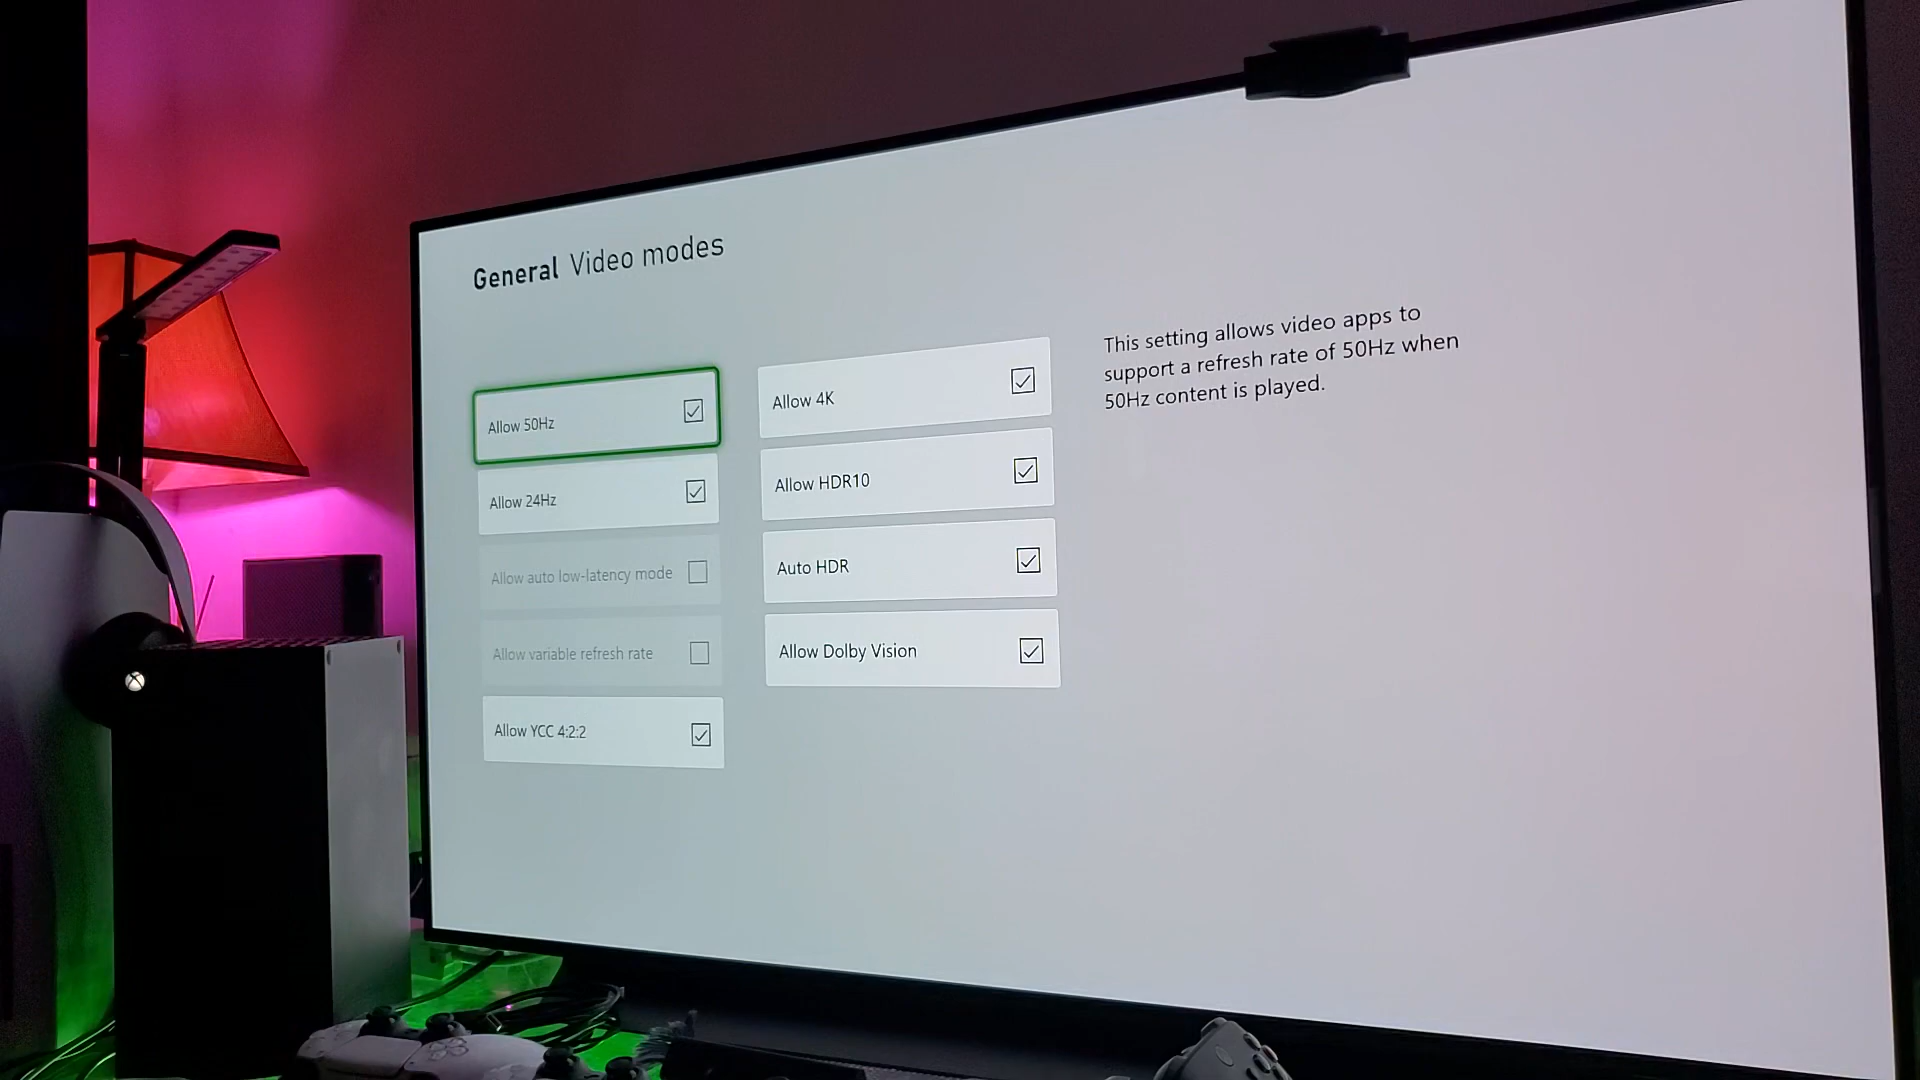 General Video modes
Allow 50Hz
Allow 24Hz
Allow auto low-latency mode
Allow variable refresh rate
Allow YCC 4:2:2
Allow 4K
Allow HDR10
Auto HDR
Allow Dolby Vision
This setting allows video apps to
support a refresh rate of 50Hz when
50Hz content is played.